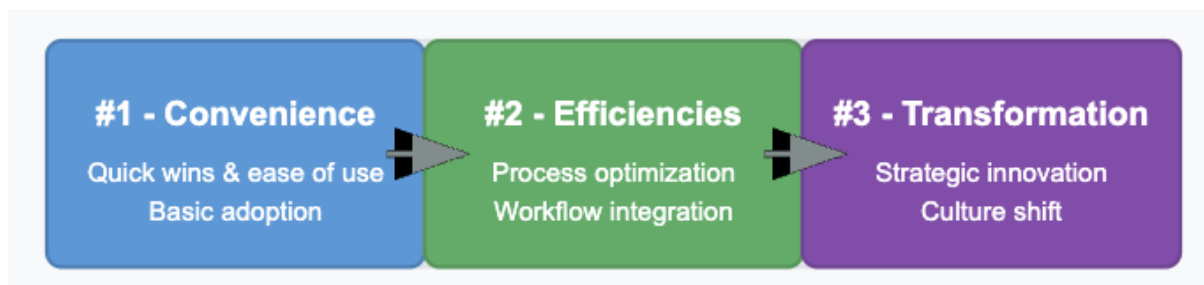 #1 - Convenience
Quick wins & ease of use
Basic adoption
#2 - Efficiencies
Process optimization
Workflow integration
#3 - Transformation
Strategic innovation
Culture shift